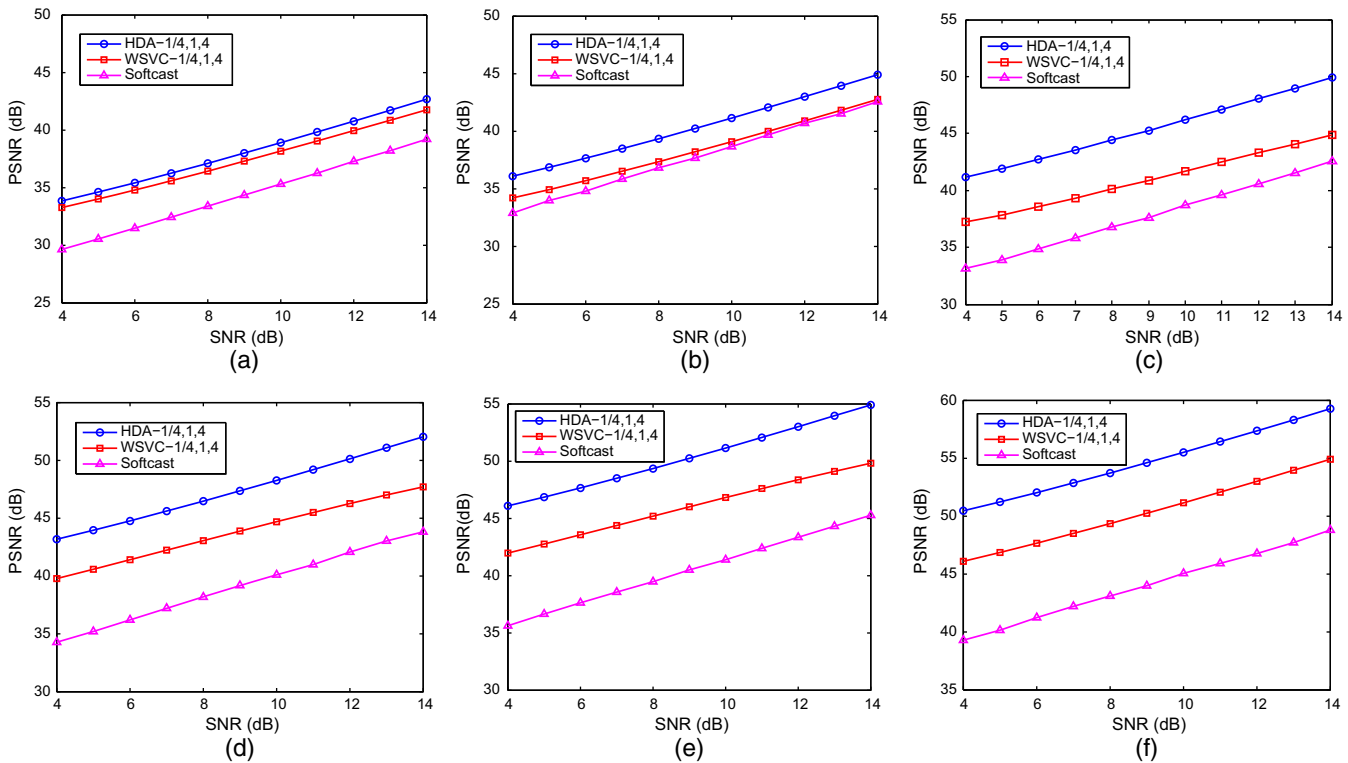 50
45
40
35
30
25
PSNR (dB)
HDA−1/4,1,4
WSVC−1/4,1,4
Softcast
4 6 8 10 12 14
SNR (dB)
(a)
50
45
40
35
30
25
PSNR (dB)
HDA−1/4,1,4
WSVC−1/4,1,4
Softcast
4 6 8 10 12 14
SNR (dB)
(b)
55
50
45
40
35
30
PSNR (dB)
HDA−1/4,1,4
WSVC−1/4,1,4
Softcast
4 5 6 7 8 9 10 11 12 13 14
SNR (dB)
(c)
55
50
45
40
35
30
PSNR (dB)
HDA−1/4,1,4
WSVC−1/4,1,4
Softcast
4 6 8 10 12 14
SNR (dB)
(d)
55
50
45
40
35
30
PSNR(dB)
HDA−1/4,1,4
WSVC−1/4,1,4
Softcast
4 6 8 10 12 14
SNR (dB)
(e)
60
55
50
45
40
35
PSNR (dB)
HDA−1/4,1,4
WSVC−1/4,1,4
Softcast
4 6 8 10 12 14
SNR (dB)
(f)